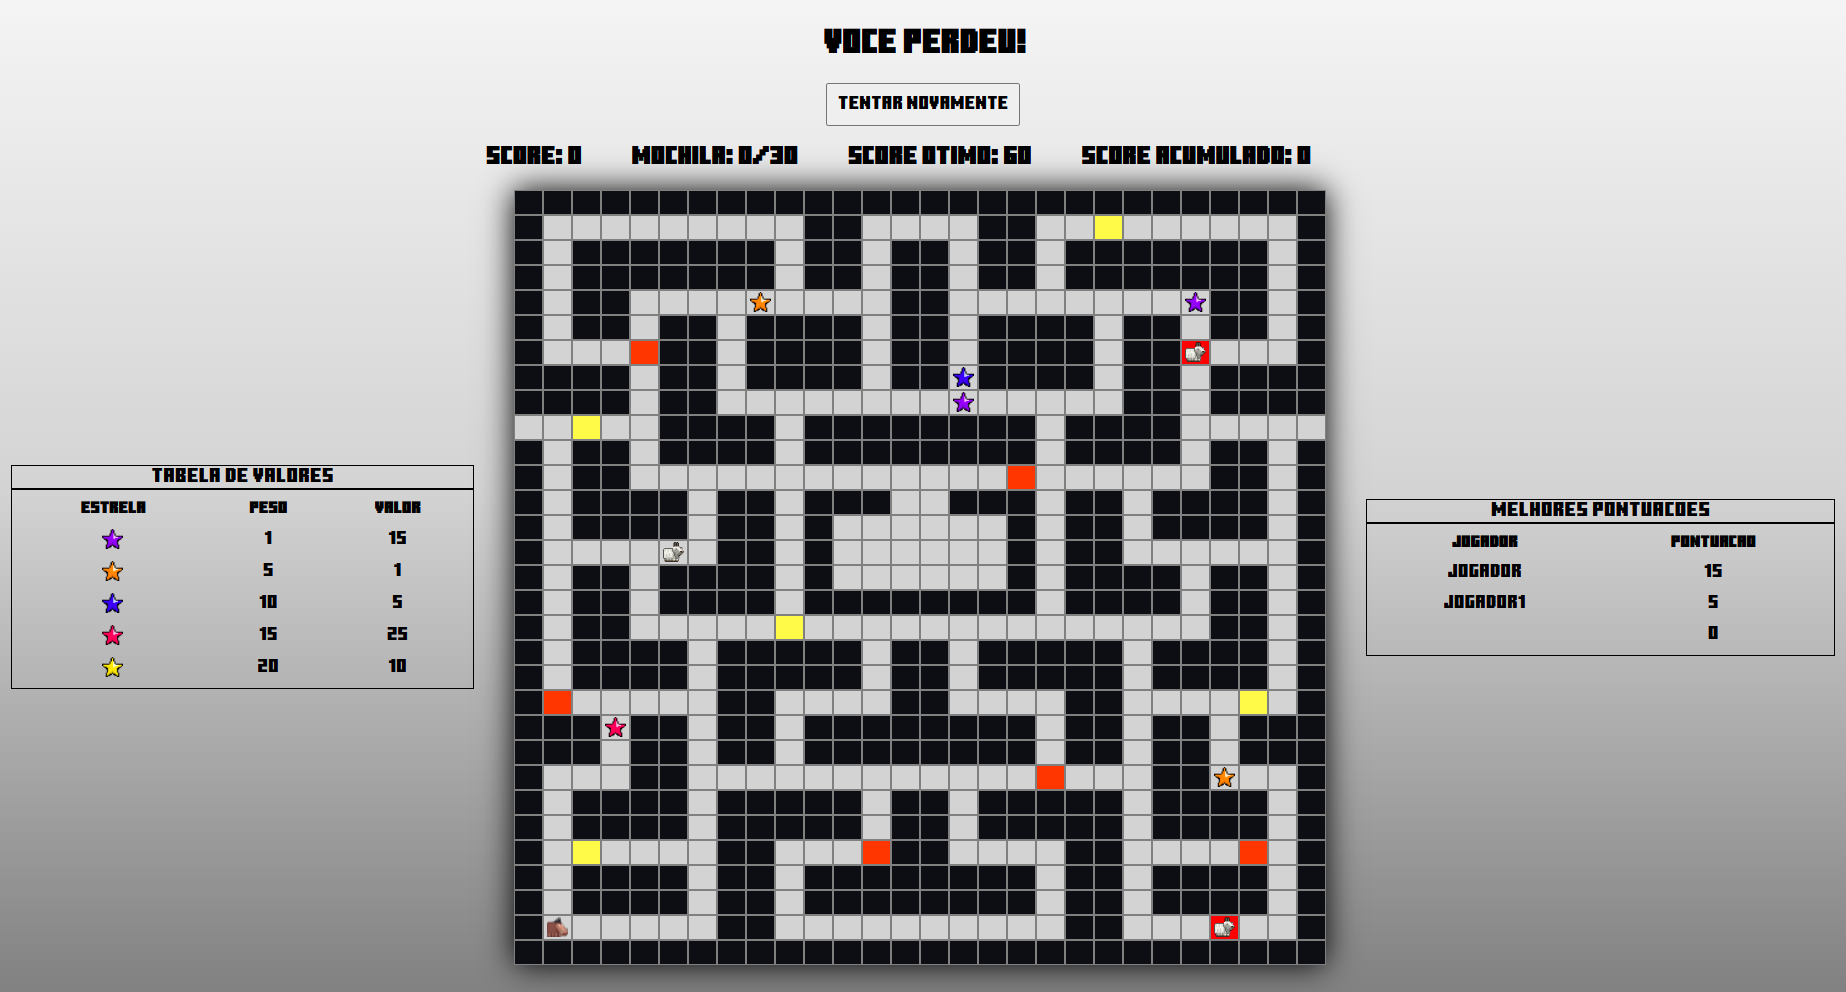 VOCE PERDEU!
TENTAR NOVAMENTE
SCORE: 0 MOCHILA: 0/30 SCORE OTIMO: 60 SCORE ACUMULADO: 0
TABELA DE VALORES
ESTRELA PESO VALOR
1 15
5 1
10 5
15 25
20 10
MELHORES PONTUACOES
JOGADOR PONTUACAO
JOGADOR 15
JOGADOR1 5
0